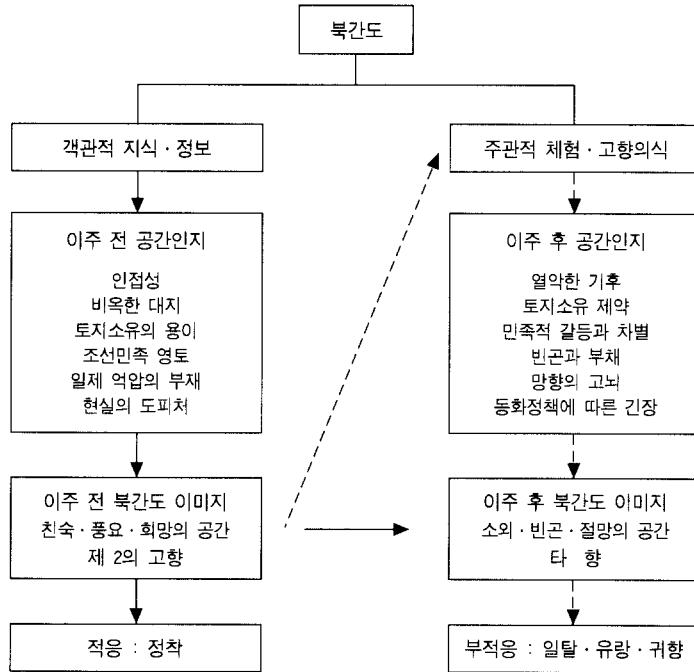 북간도
객관적 지식·정보
이주 전 공간인지
인접성
비옥한 대지
토지소유의 용이
조선민족 영토
일제 억압의 부재
현실의 도피처
이주 전 북간도 이미지
친숙·풍요·희망의 공간
제 2의 고향
적응 : 정착
주관적 체험·고향의식
이주 후 공간인지
열악한 기후
토지소유 제약
민족적 갈등과 차별
빈곤과 부채
망향의 고뇌
동화정책에 따른 긴장
이주 후 북간도 이미지
소외·빈곤·절망의 공간
타 향
부적응 : 일탈·유랑·귀향